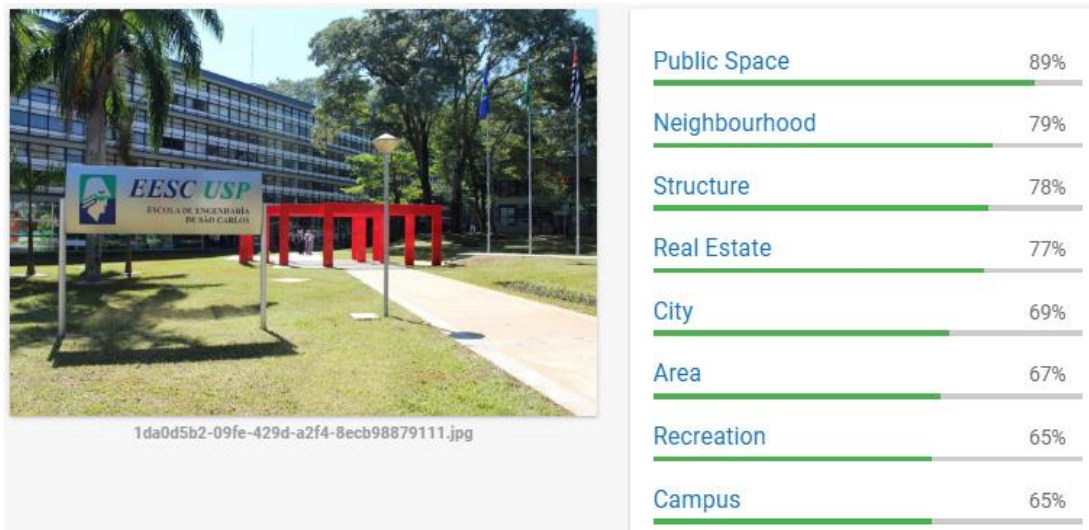 EESC USP
ESCOLA DE ENGENHARIA
DE SÃO CARLOS
1da0d5b2-09fe-429d-a2f4-8ecb98879111.jpg
Public Space 89%
Neighbourhood 79%
Structure 78%
Real Estate 77%
City 69%
Area 67%
Recreation 65%
Campus 65%